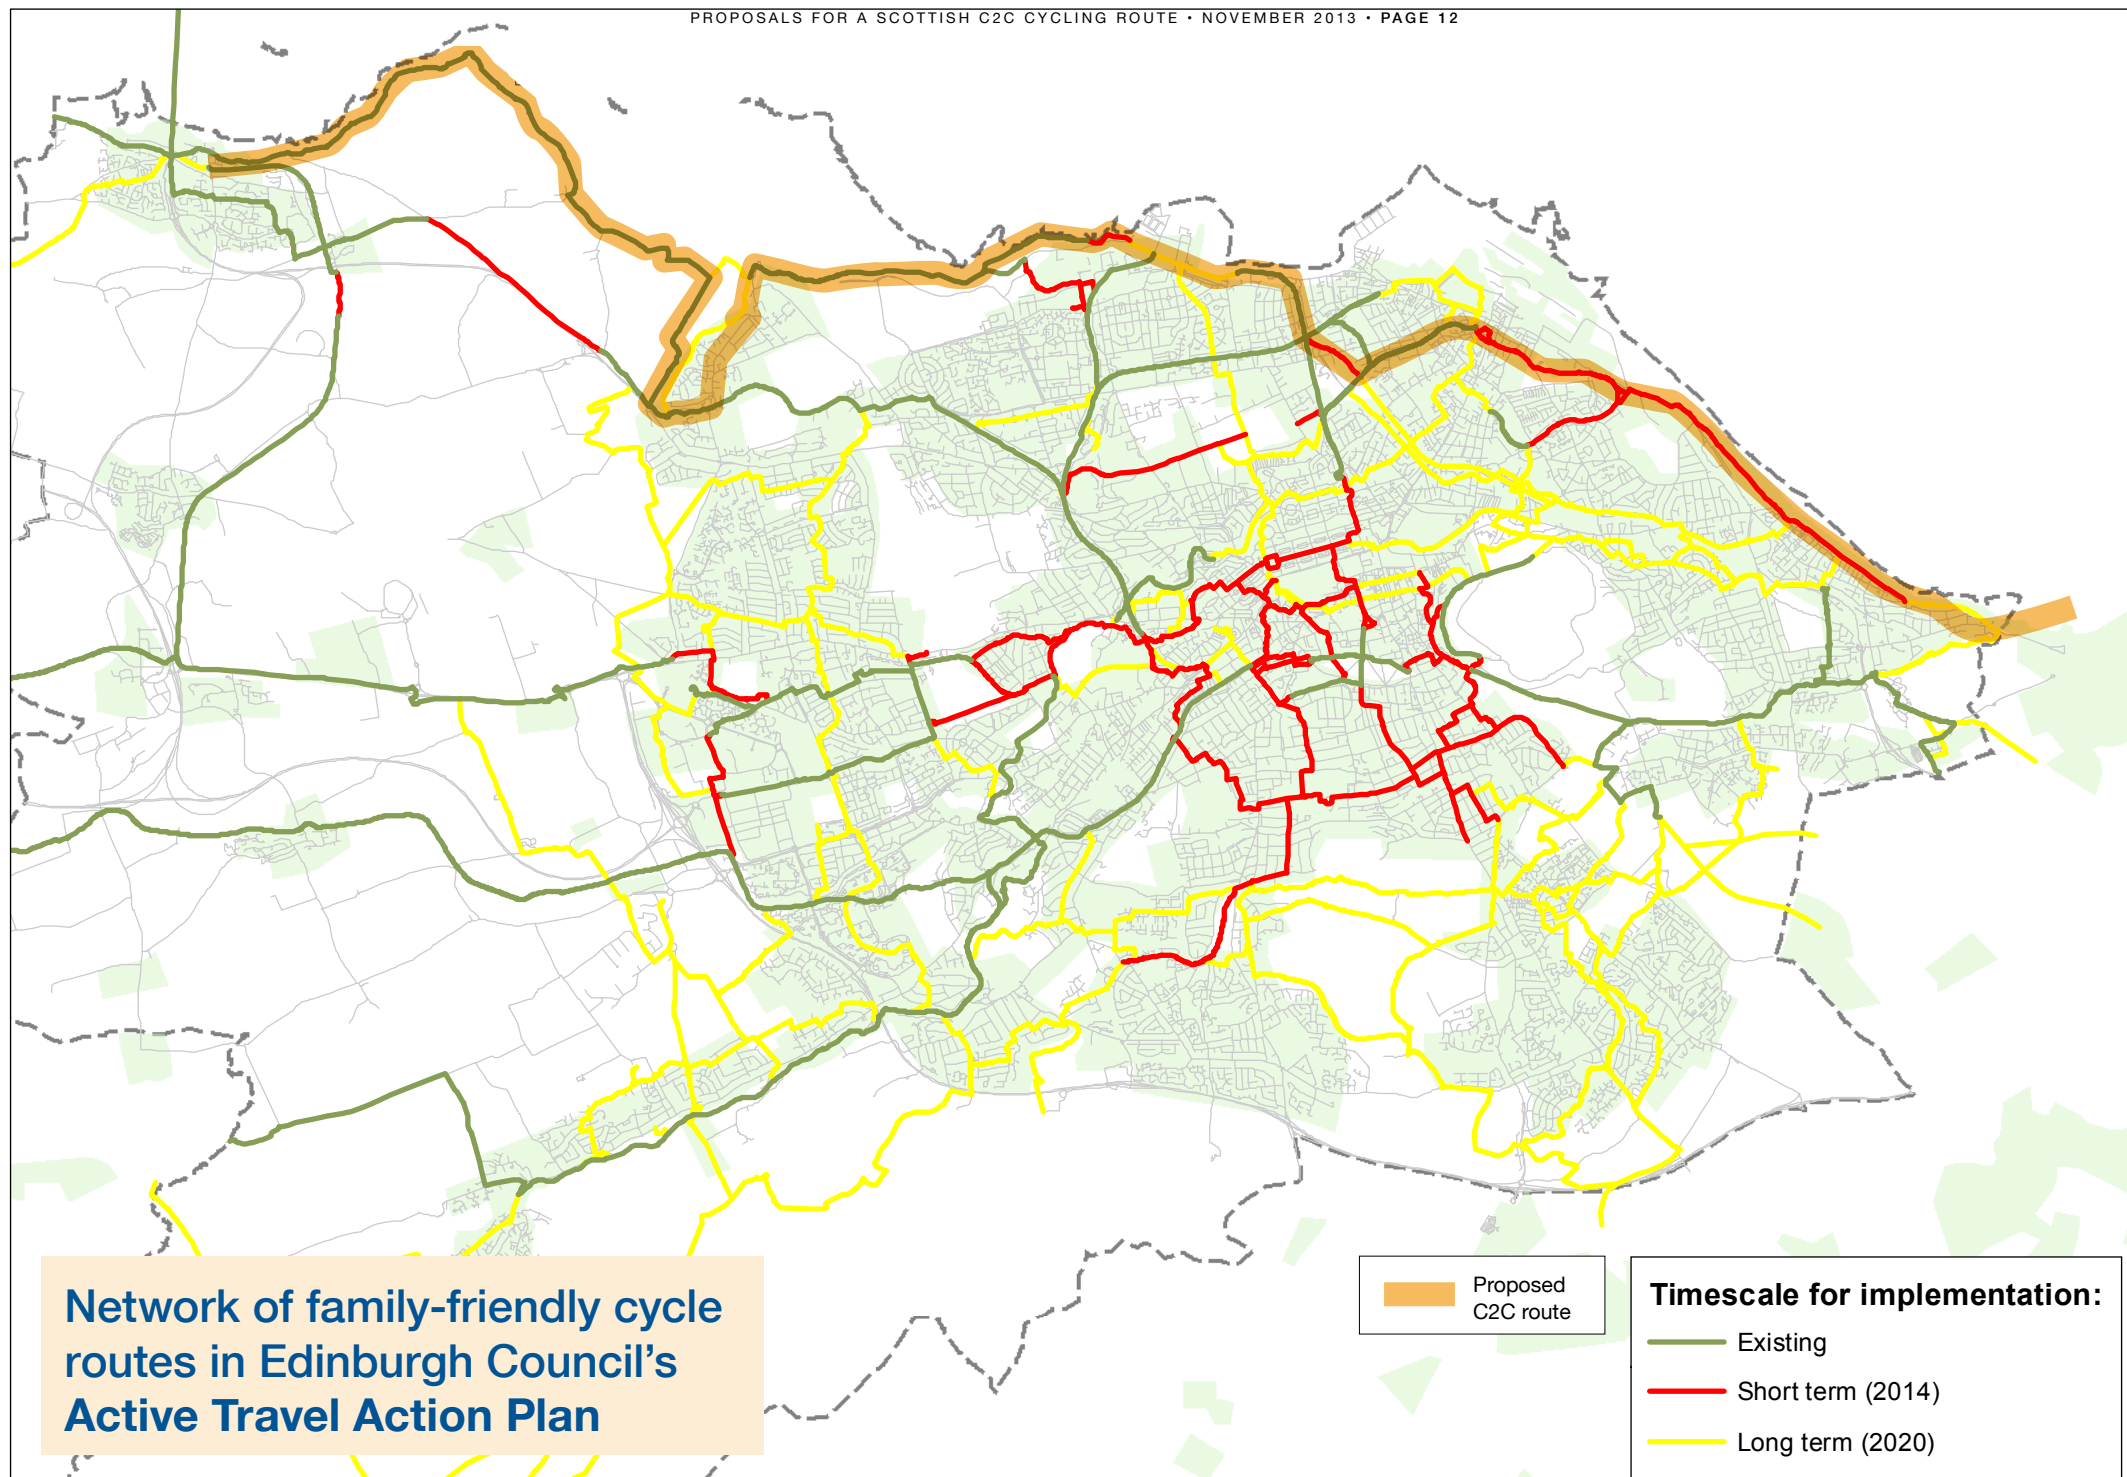 PROPOSALS FOR A SCOTTISH C2C CYCLING ROUTE • NOVEMBER 2013 • PAGE 12
Network of family-friendly cycle
routes in Edinburgh Council’s
Active Travel Action Plan
Proposed
C2C route
Timescale for implementation:
Existing
Short term (2014)
Long term (2020)